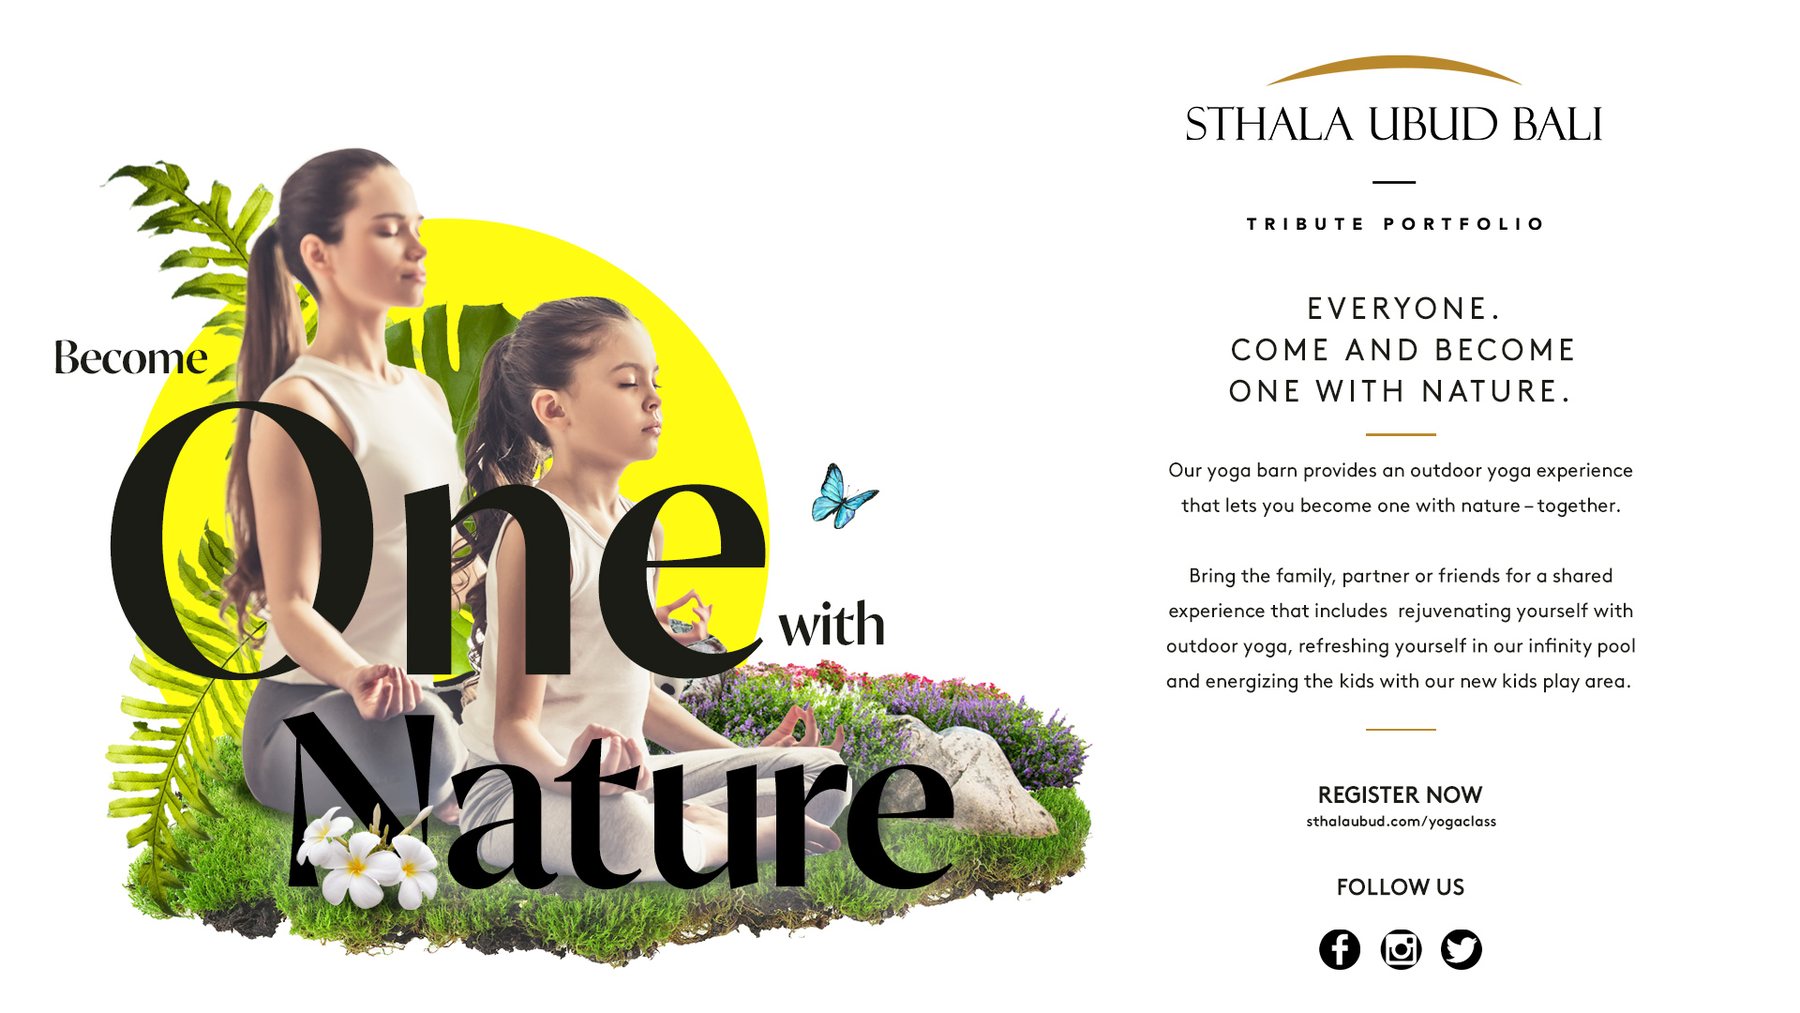 Become
One
with
Nature
STHALA UBUD BALI
TRIBUTE PORTFOLIO
EVERYONE.
COME AND BECOME
ONE WITH NATURE.
Our yoga barn provides an outdoor yoga experience
that lets you become one with nature – together.
Bring the family, partner or friends for a shared
experience that includes  rejuvenating yourself with
outdoor yoga, refreshing yourself in our infinity pool
and energizing the kids with our new kids play area.
REGISTER NOW
sthalaubud.com/yogaclass
FOLLOW US